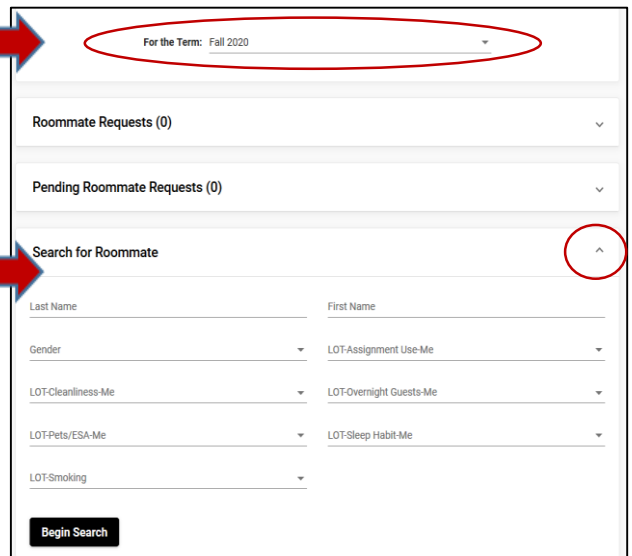 For the Term: Fall 2020
Roommate Requests (0)
Pending Roommate Requests (0)
Search for Roommate
Last Name
First Name
Gender
LOT-Assignment Use-Me
LOT-Cleanliness-Me
LOT-Overnight Guests-Me
LOT-Pets/ESA-Me
LOT-Sleep Habit-Me
LOT-Smoking
Begin Search